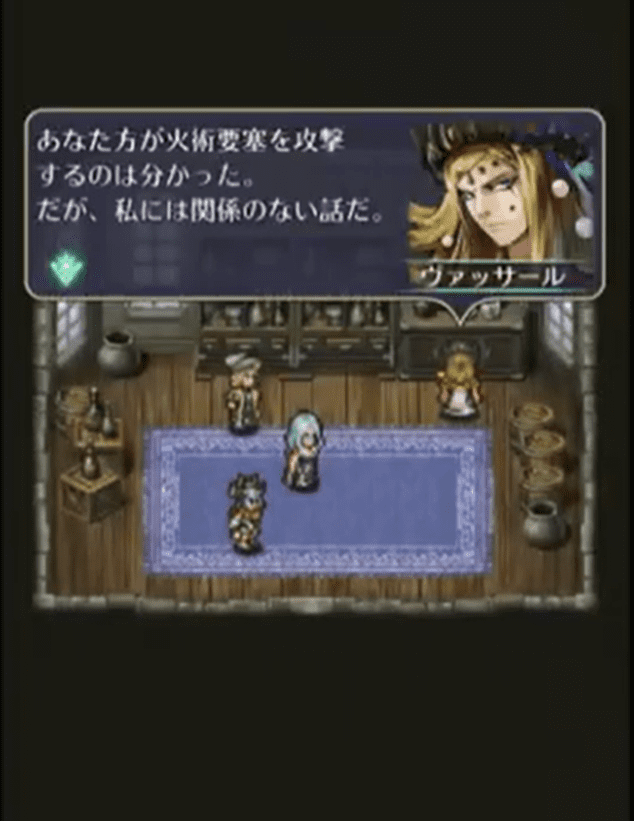 あなた方が火術要塞を攻撃
するのは分かった。
だが、私には関係のない話だ。
ヴァッサール